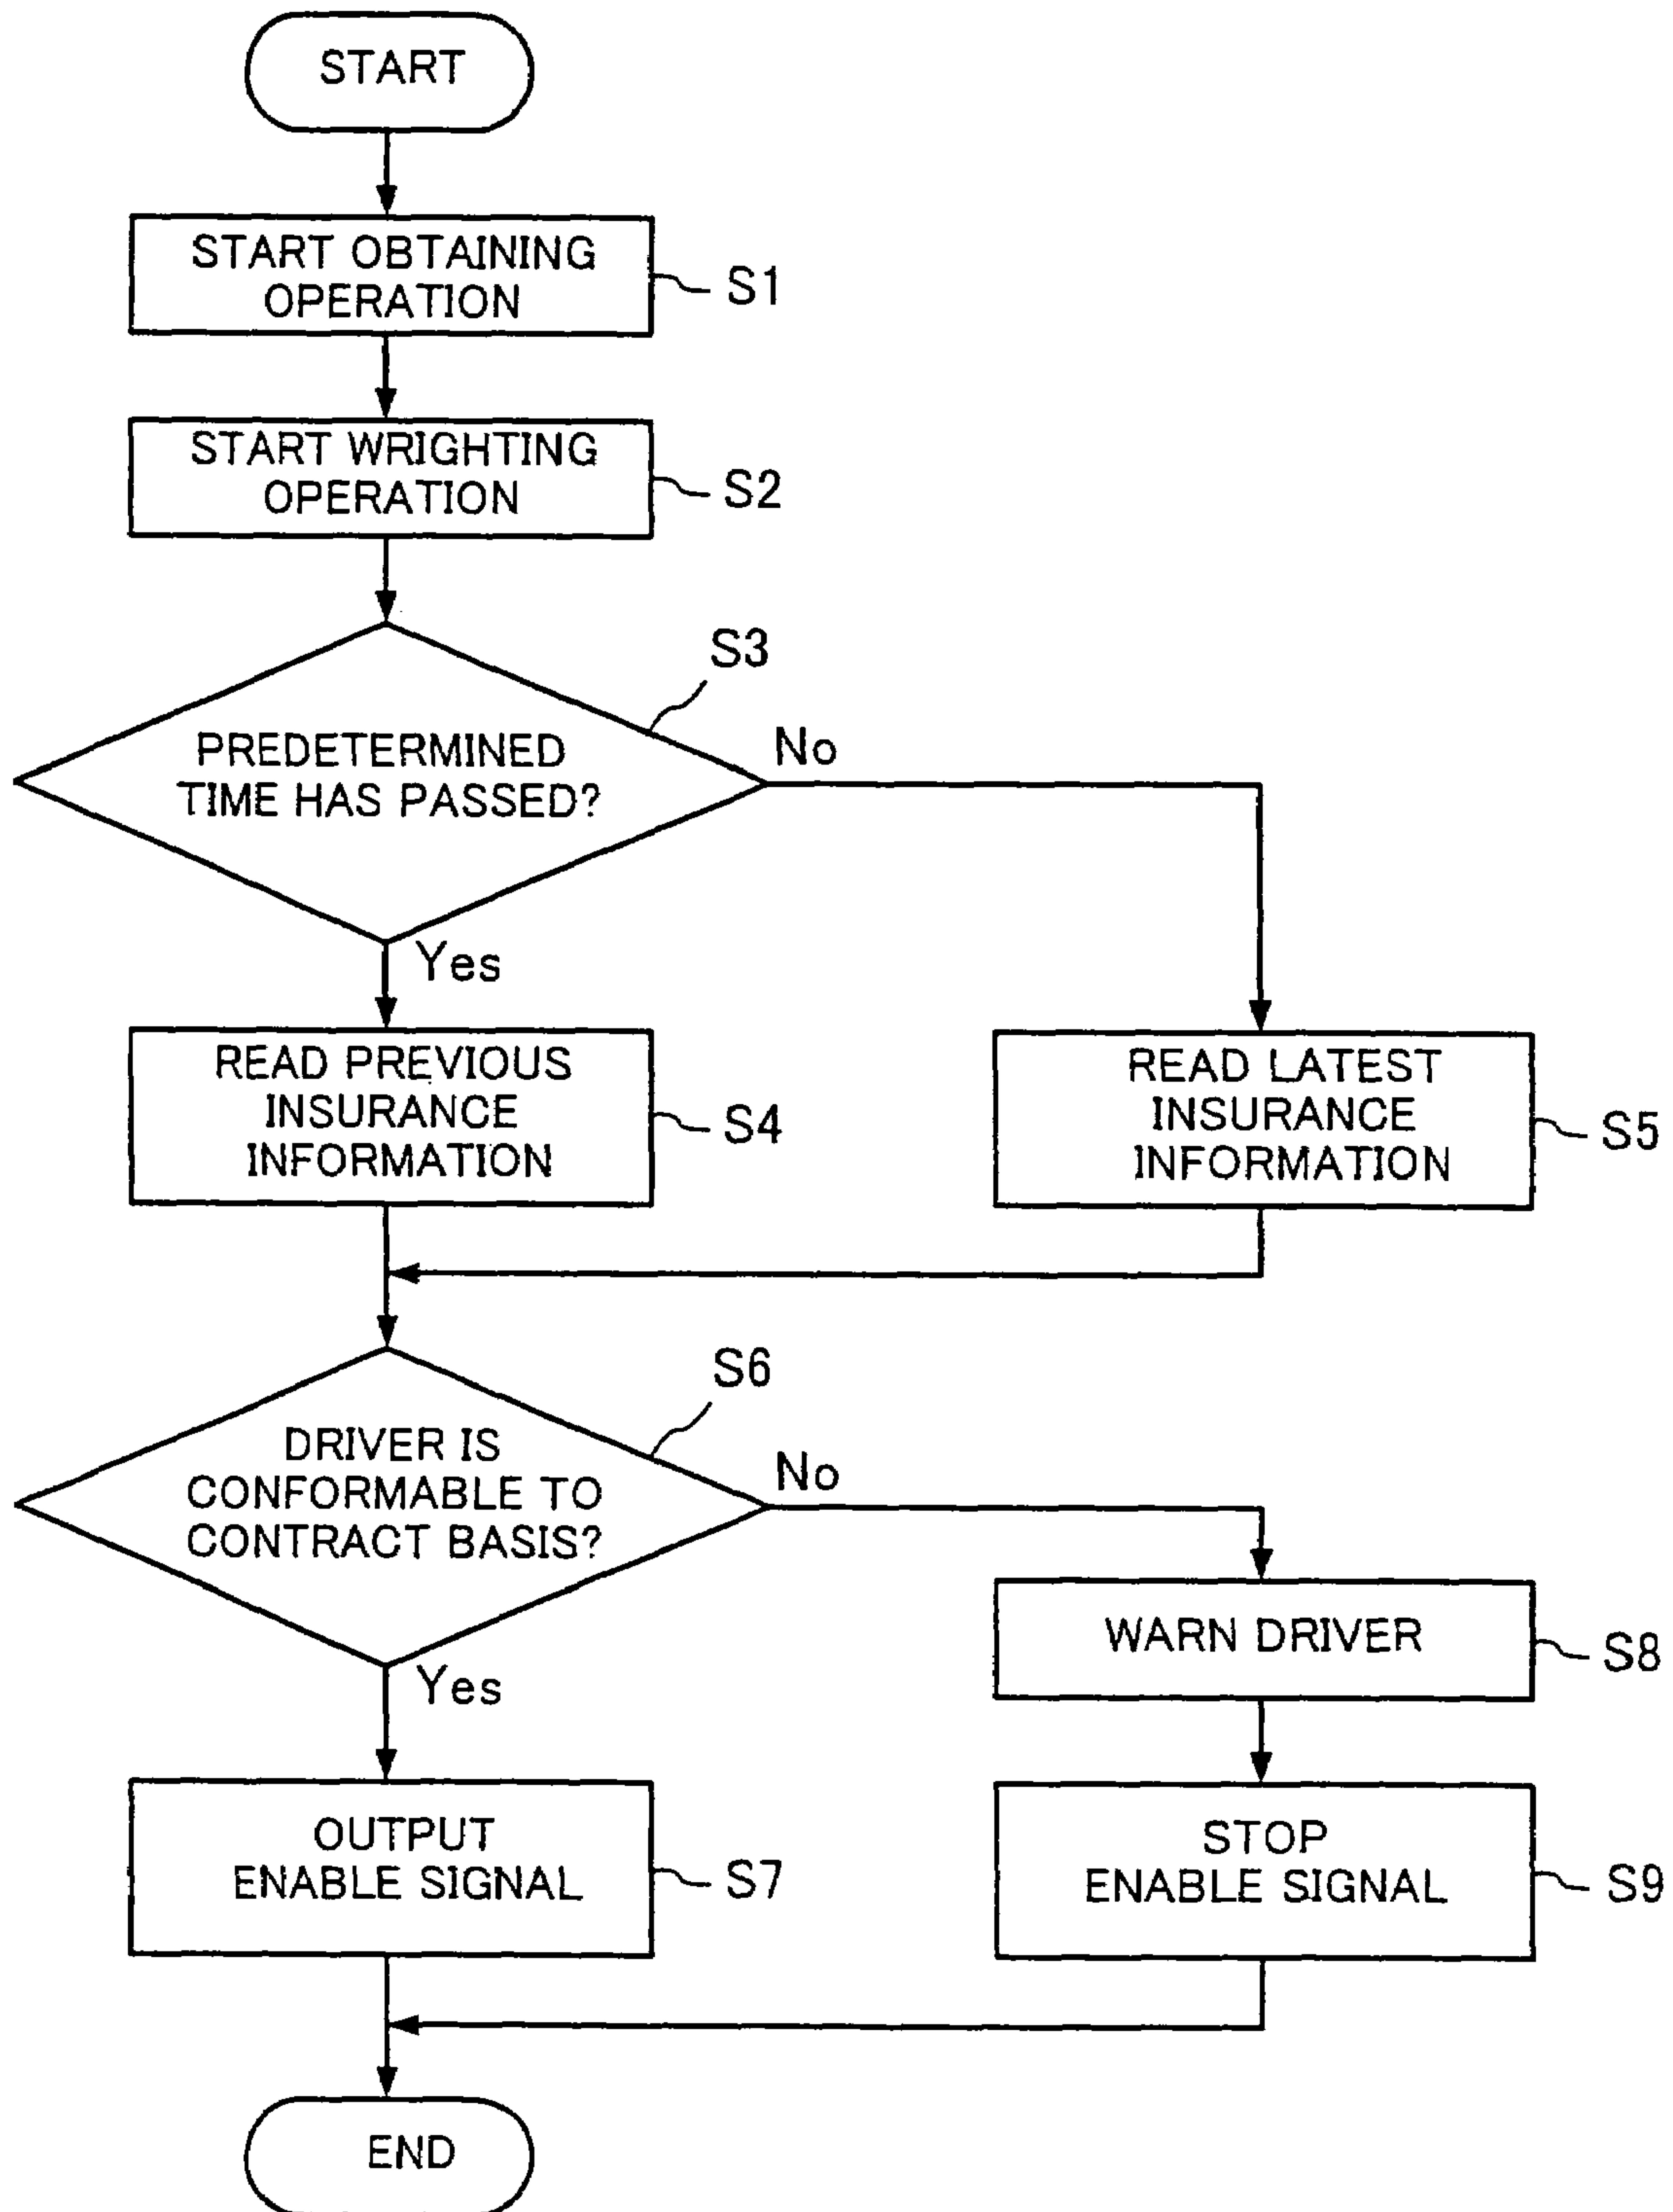 START
START OBTAINING
OPERATION
S1
START WRIGHTING
OPERATION
S2
S3
PREDETERMINED
TIME HAS PASSED?
No
Yes
READ PREVIOUS
INSURANCE
INFORMATION
S4
READ LATEST
INSURANCE
INFORMATION
S5
S6
DRIVER IS
CONFORMABLE TO
CONTRACT BASIS?
No
Yes
WARN DRIVER
S8
OUTPUT
ENABLE SIGNAL
S7
STOP
ENABLE SIGNAL
S9
END